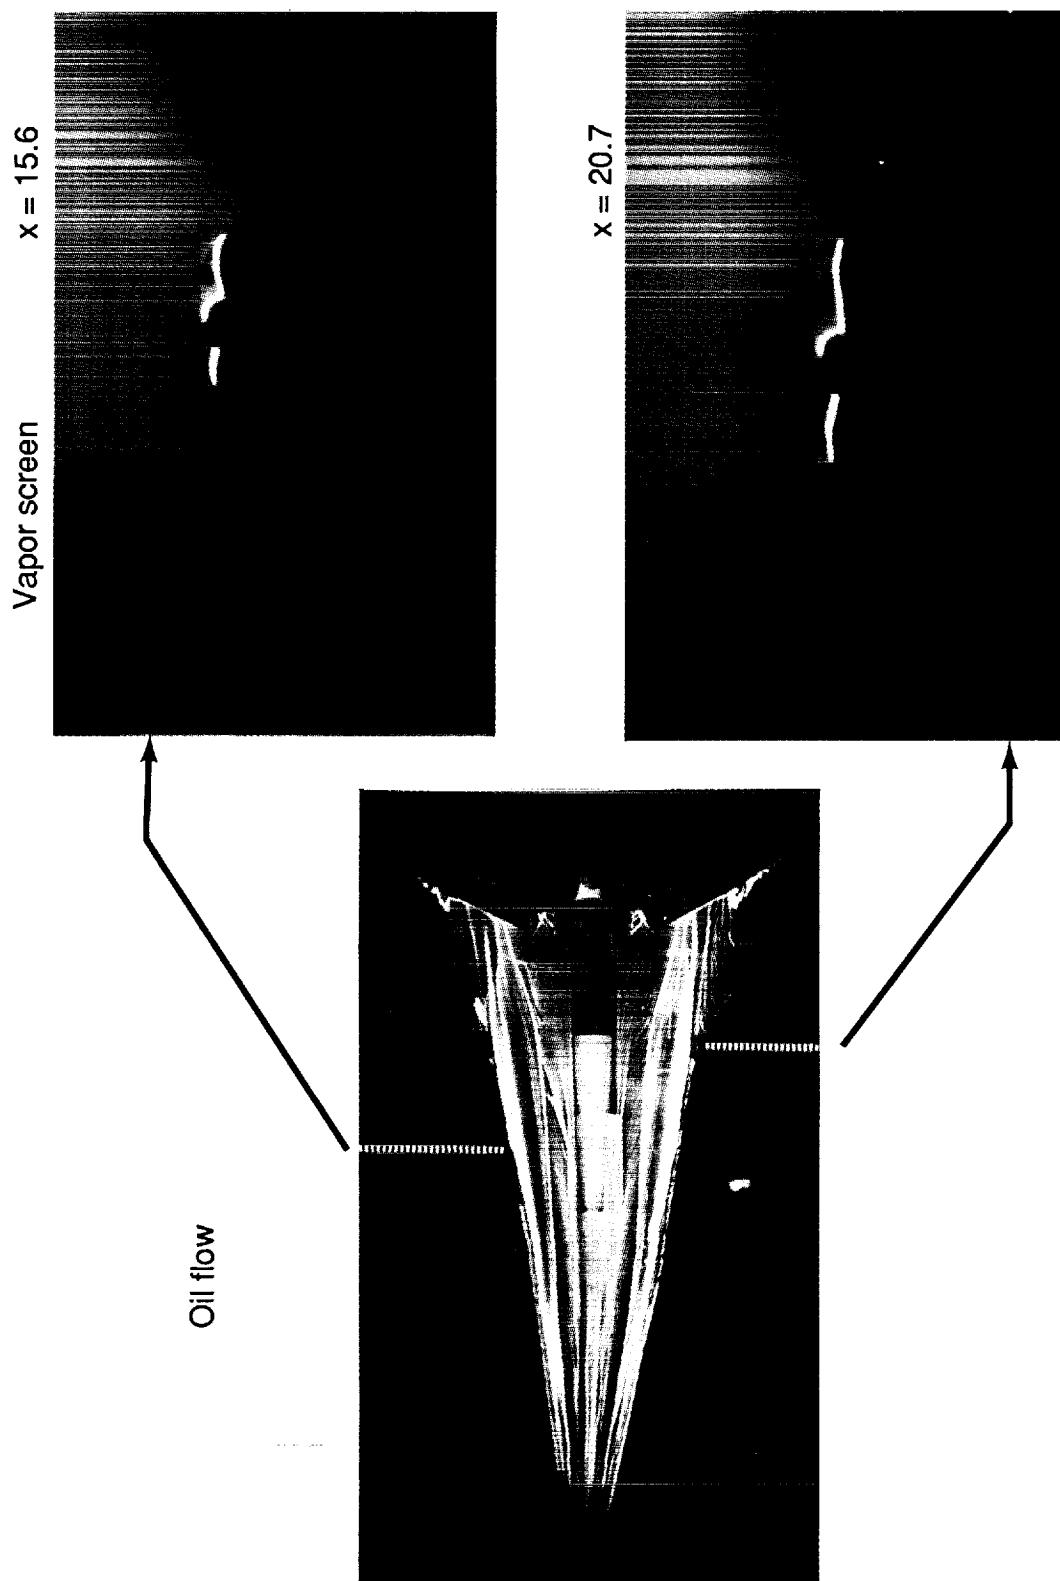 Vapor screen
x = 15.6
x = 20.7
Oil flow